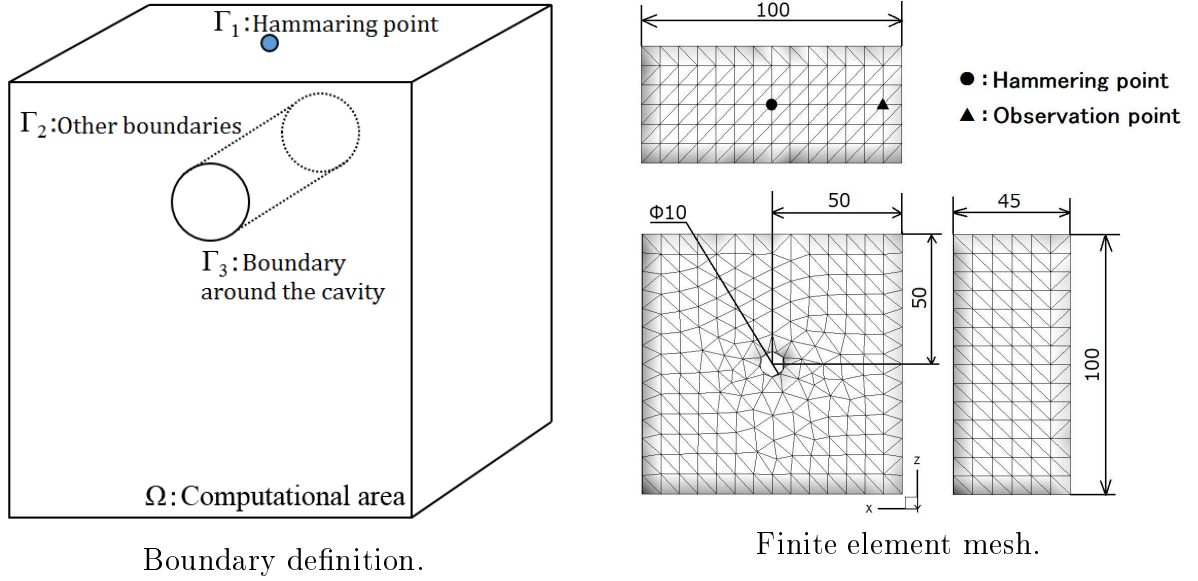 Γ1:Hammaring point
Γ2:Other boundaries
Γ3:Boundary
around the cavity
Ω:Computational area
Boundary definition.
100
●:Hammering point
▲:Observation point
50
45
Φ10
50
100
z
x
Finite element mesh.